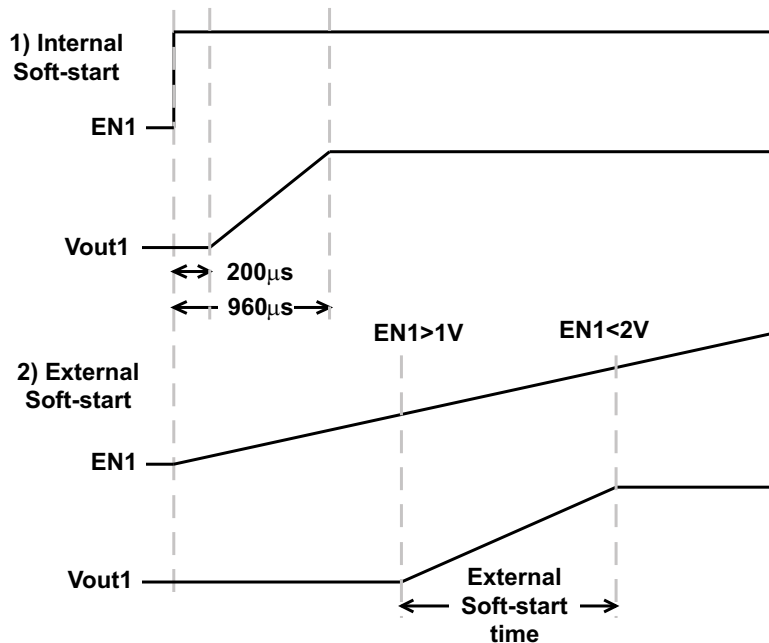 1) Internal
Soft-start
EN1
Vout1
200μs
960μs
EN1>1V
EN1<2V
2) External
Soft-start
EN1
Vout1
External
Soft-start
time